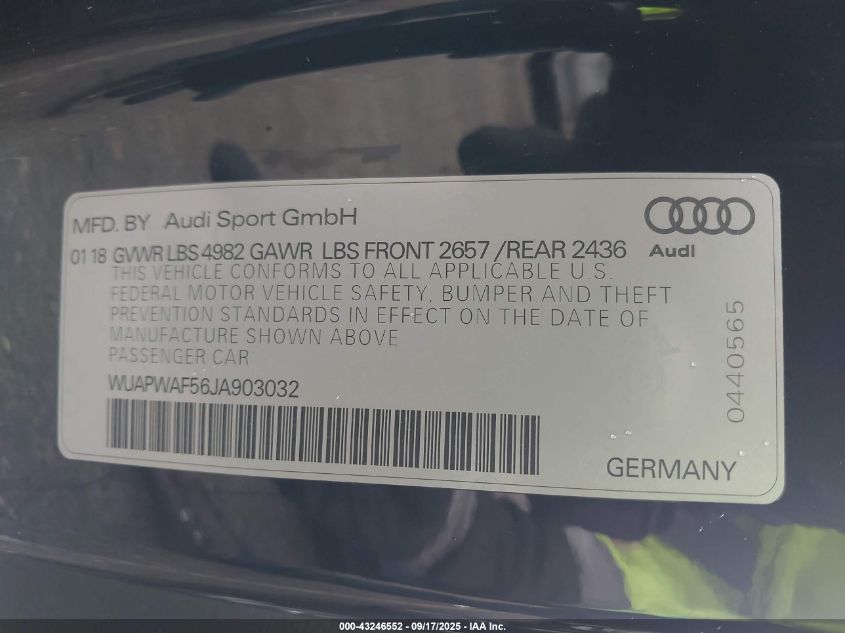 MFD. BY Audi Sport GmbH
01 18 GVWR LBS 4982 GAWR LBS FRONT 2657 /REAR 2436
Audi
THIS VEHICLE CONFORMS TO ALL APPLICABLE U.S.
FEDERAL MOTOR VEHICLE SAFETY, BUMPER AND THEFT
PREVENTION STANDARDS IN EFFECT ON THE DATE OF
MANUFACTURE SHOWN ABOVE
PASSENGER CAR
WUAPWAF56JA903032
0440565
GERMANY
000-43246552 - 09/17/2025 - IAA Inc.